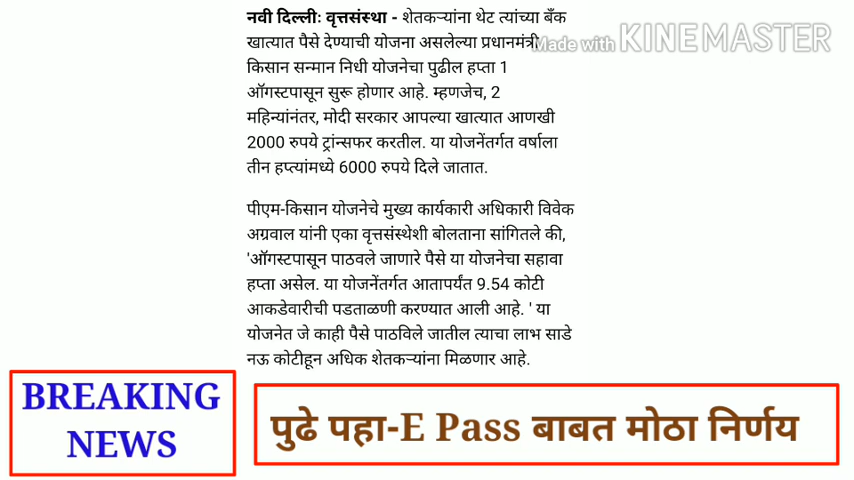 नवी दिल्लीः वृत्तसंस्था - शेतकऱ्यांना थेट त्यांच्या बँक
खात्यात पैसे देण्याची योजना असलेल्या प्रधानमंत्री
Made with KINEMASTER
किसान सन्मान निधी योजनेचा पुढील हप्ता 1
ऑगस्टपासून सुरू होणार आहे. म्हणजेच, 2
महिन्यांनंतर, मोदी सरकार आपल्या खात्यात आणखी
2000 रुपये ट्रांन्सफर करतील. या योजनेंतर्गत वर्षाला
तीन हप्त्यांमध्ये 6000 रुपये दिले जातात.
पीएम-किसान योजनेचे मुख्य कार्यकारी अधिकारी विवेक
अग्रवाल यांनी एका वृत्तसंस्थेशी बोलताना सांगितले की,
'ऑगस्टपासून पाठवले जाणारे पैसे या योजनेचा सहावा
हप्ता असेल. या योजनेंतर्गत आतापर्यंत 9.54 कोटी
आकडेवारीची पडताळणी करण्यात आली आहे. ' या
योजनेत जे काही पैसे पाठविले जातील त्याचा लाभ साडे
नऊ कोटीहून अधिक शेतकऱ्यांना मिळणार आहे.
BREAKING
NEWS
पुढे पहा-E Pass बाबत मोठा निर्णय